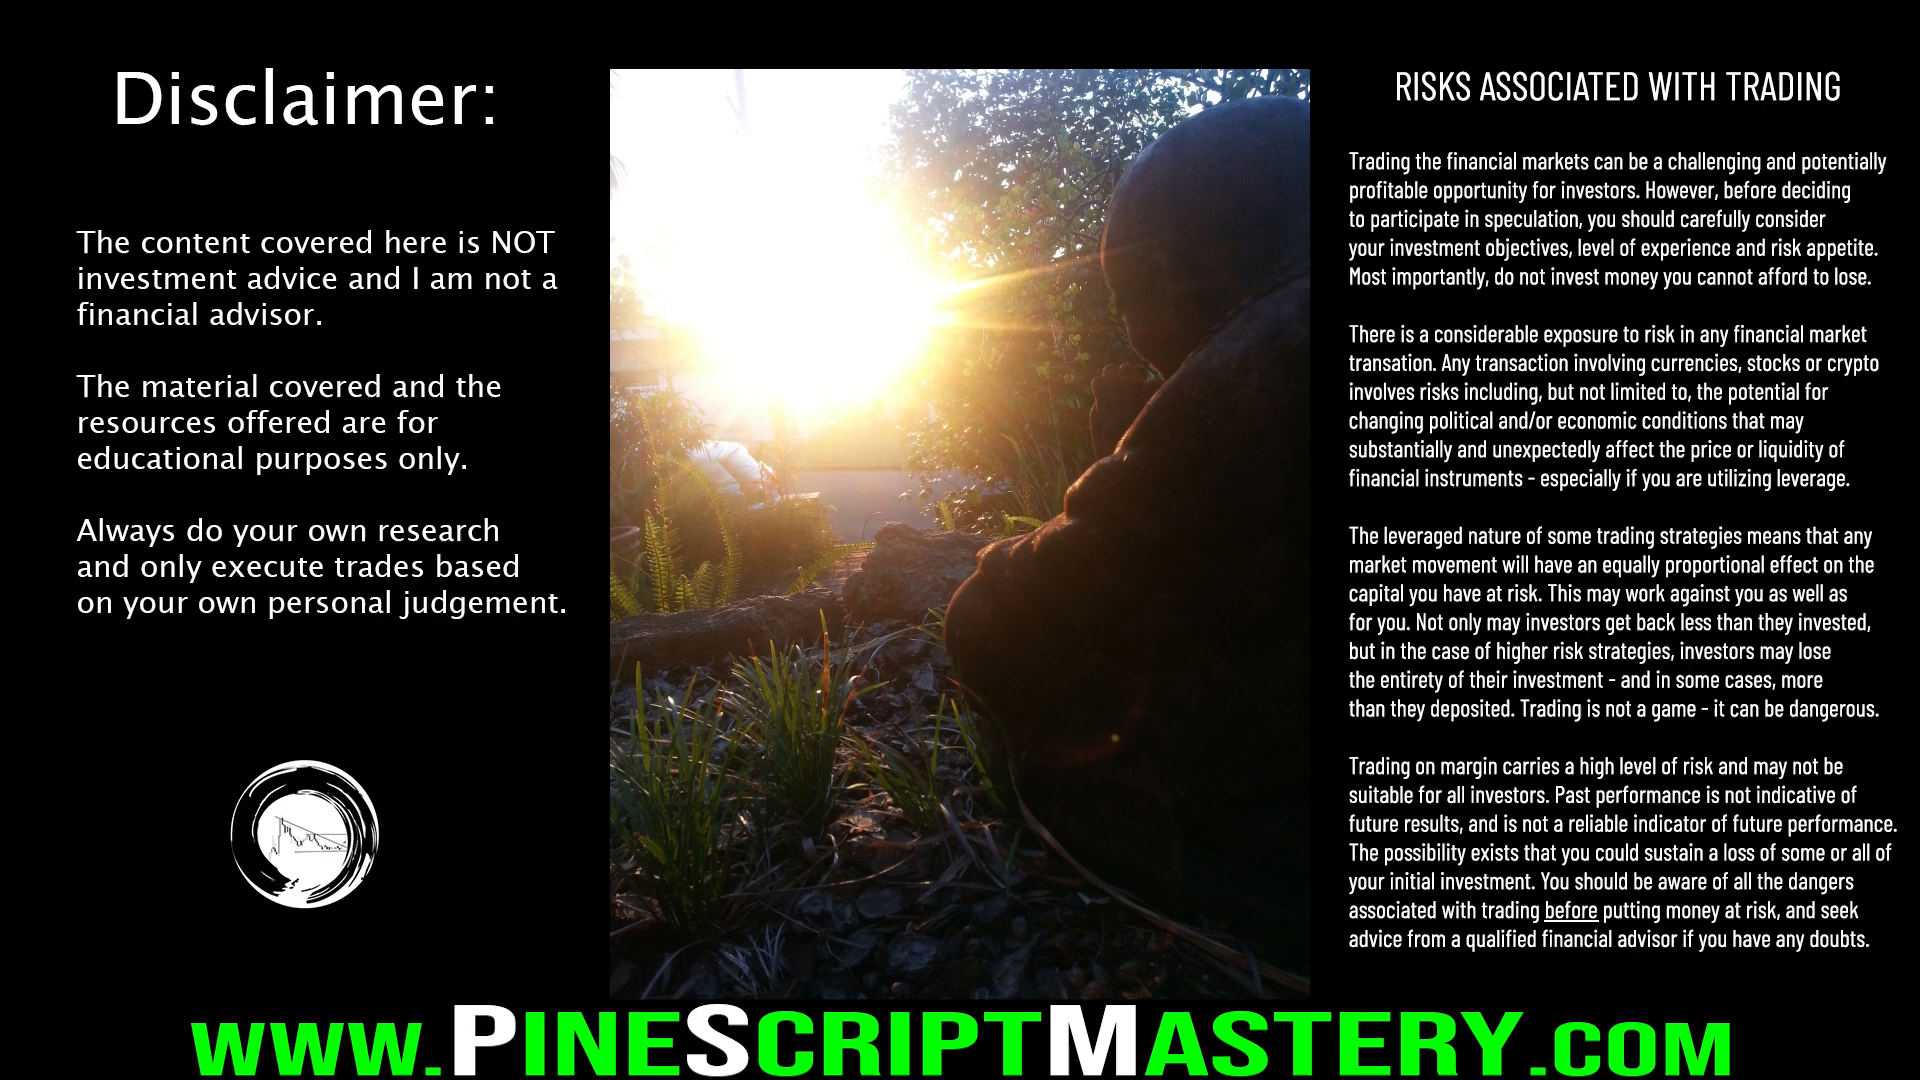 Disclaimer:
The content covered here is NOT
investment advice and I am not a
financial advisor.
The material covered and the
resources offered are for
educational purposes only.
Always do your own research
and only execute trades based
on your own personal judgement.
RISKS ASSOCIATED WITH TRADING
Trading the financial markets can be a challenging and potentially
profitable opportunity for investors. However, before deciding
to participate in speculation, you should carefully consider
your investment objectives, level of experience and risk appetite.
Most importantly, do not invest money you cannot afford to lose.
There is a considerable exposure to risk in any financial market
transation. Any transaction involving currencies, stocks or crypto
involves risks including, but not limited to, the potential for
changing political and/or economic conditions that may
substantially and unexpectedly affect the price or liquidity of
financial instruments - especially if you are utilizing leverage.
The leveraged nature of some trading strategies means that any
market movement will have an equally proportional effect on the
capital you have at risk. This may work against you as well as
for you. Not only may investors get back less than they invested,
but in the case of higher risk strategies, investors may lose
the entirety of their investment - and in some cases, more
than they deposited. Trading is not a game - it can be dangerous.
Trading on margin carries a high level of risk and may not be
suitable for all investors. Past performance is not indicative of
future results, and is not a reliable indicator of future performance.
The possibility exists that you could sustain a loss of some or all of
your initial investment. You should be aware of all the dangers
associated with trading before putting money at risk, and seek
advice from a qualified financial advisor if you have any doubts.
www.PineScriptMastery.com